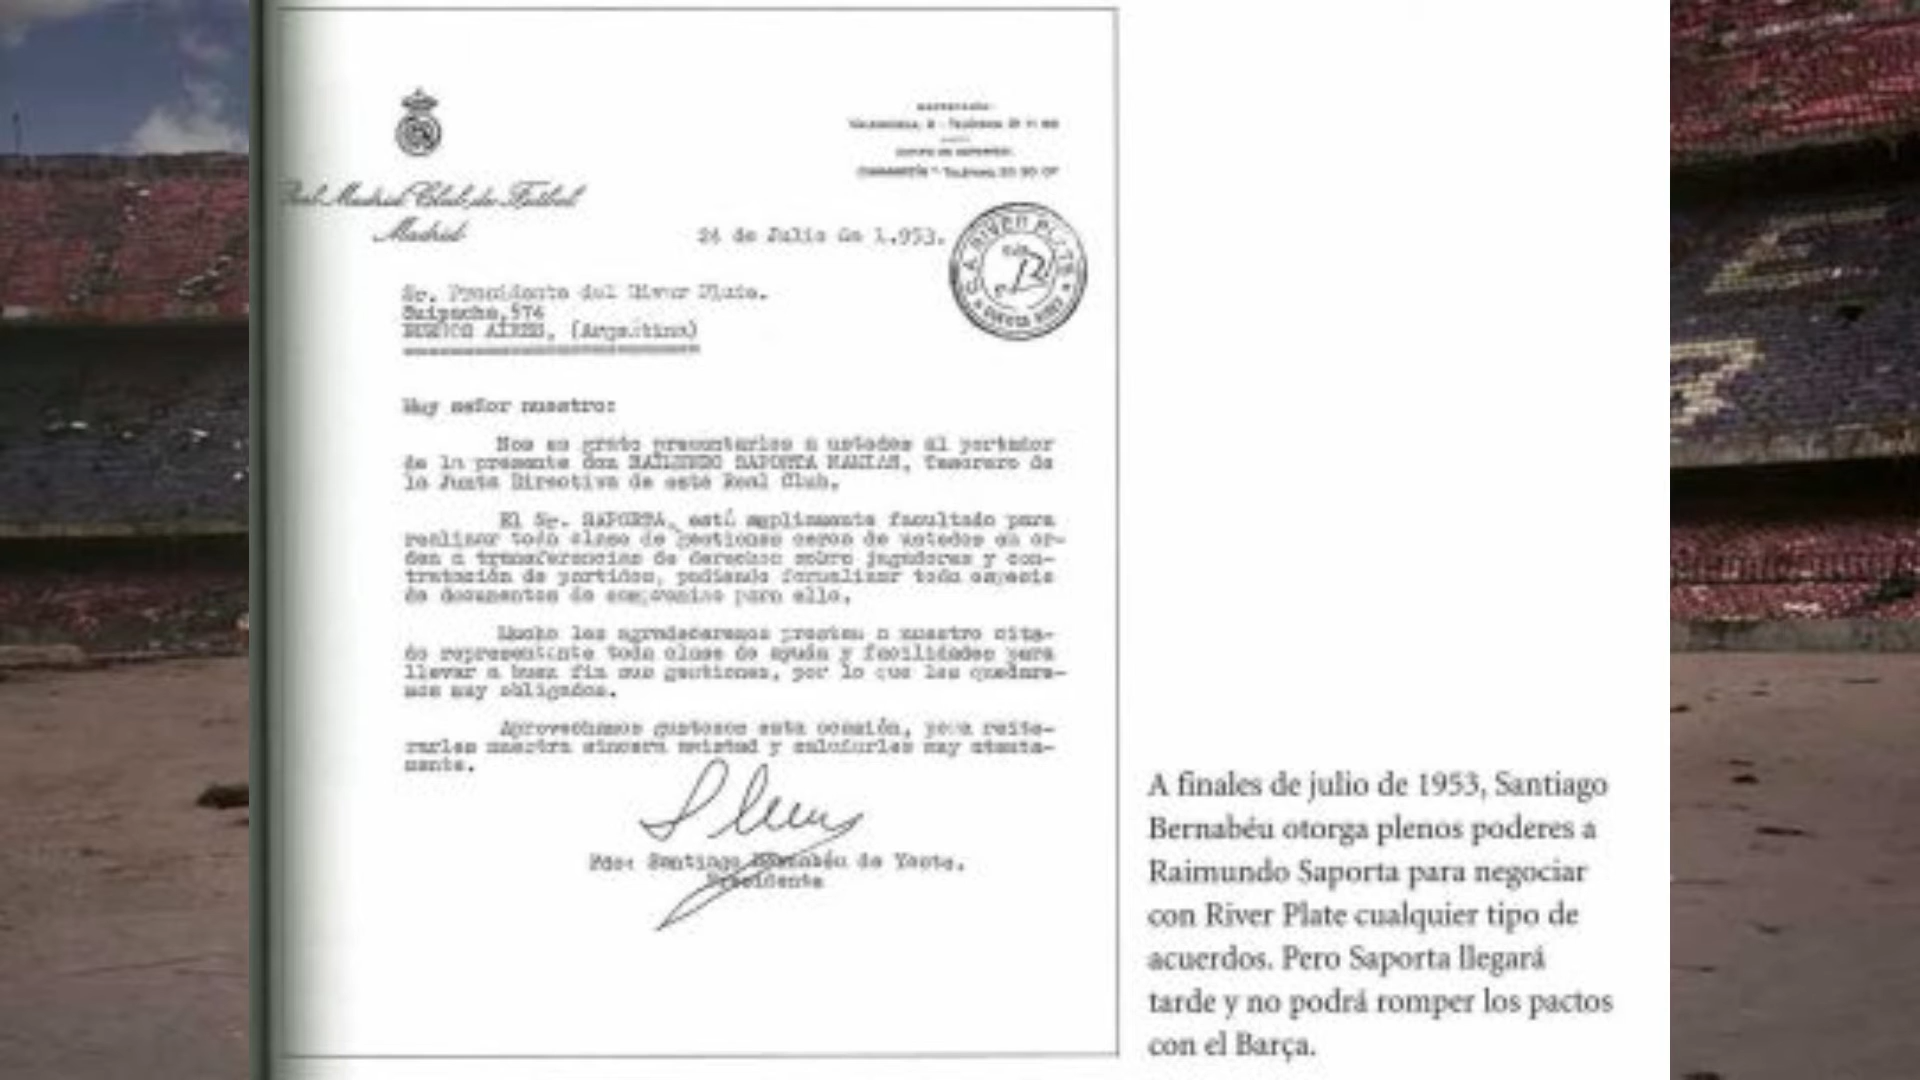 Real Madrid Club de Futbol
Madrid
24 de Julio de 1.953.
S.A. RIVER PLATE
BUENOS AIRES
Sr. Presidente del River Plate.
Suipacha,574
BUENOS AIRES, (Argentina)
Muy señor nuestro:
Nos es grato presentarles a ustedes al portador
de la presente don RAIMUNDO SAPORTA NAMIAS, Tesorero de
la Junta Directiva de este Real Club.
El Sr. SAPORTA, está ampliamente facultado para
realizar toda clase de gestiones cerca de ustedes en or-
den a transferencias de derechos sobre jugadores y con-
tratación de partidos, pudiendo formalizar toda especie
de documentos de compromiso para ello.
Mucho les agradeceremos presten a nuestro cita-
do representante toda clase de ayuda y facilidades para
llevar a buen fin sus gestiones, por lo que les quedare-
mos muy obligados.
Aprovechamos gustosos esta ocasión, para reite-
rarles nuestra sincera amistad y saludarles muy atenta-
mente.
Fdo: Santiago Bernabéu de Yeste.
Presidente
A finales de julio de 1953, Santiago
Bernabéu otorga plenos poderes a
Raimundo Saporta para negociar
con River Plate cualquier tipo de
acuerdos. Pero Saporta llegará
tarde y no podrá romper los pactos
con el Barça.